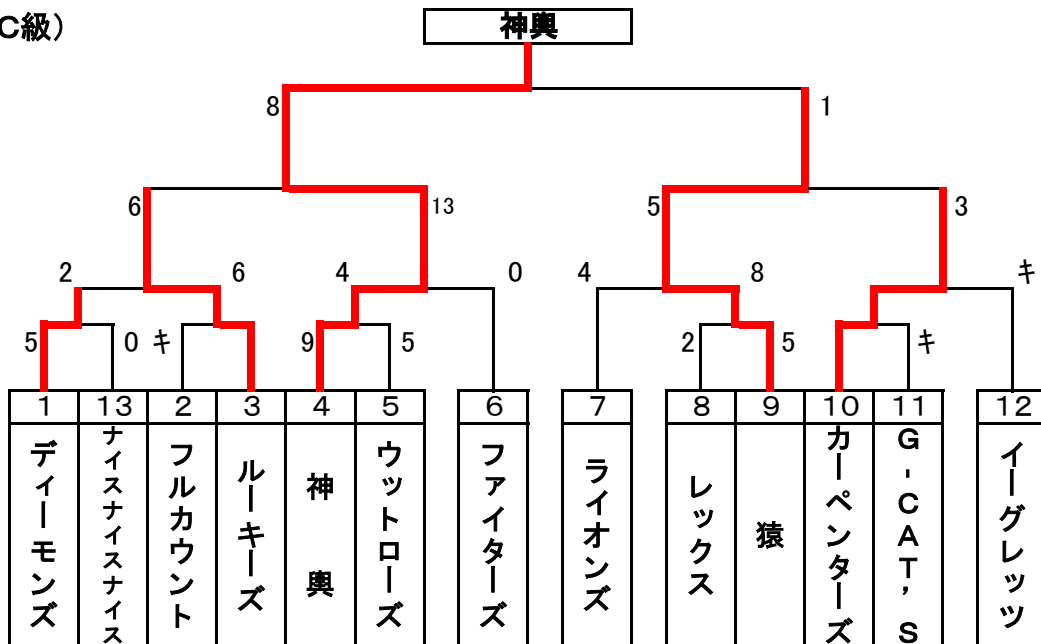 C級)
神輿
8
1
6
13
5
3
2
6
4
0
4
8
キ
5
0
キ
9
5
2
5
キ
1
13
2
3
4
5
6
7
8
9
10
11
12
ディーモンズ
ナイスナイスナイス
フルカウント
ルーキーズ
神輿
ウットローズ
ファイターズ
ライオンズ
レックス
猿
カーペンターズ
G-CAT'S
イーグレッツ